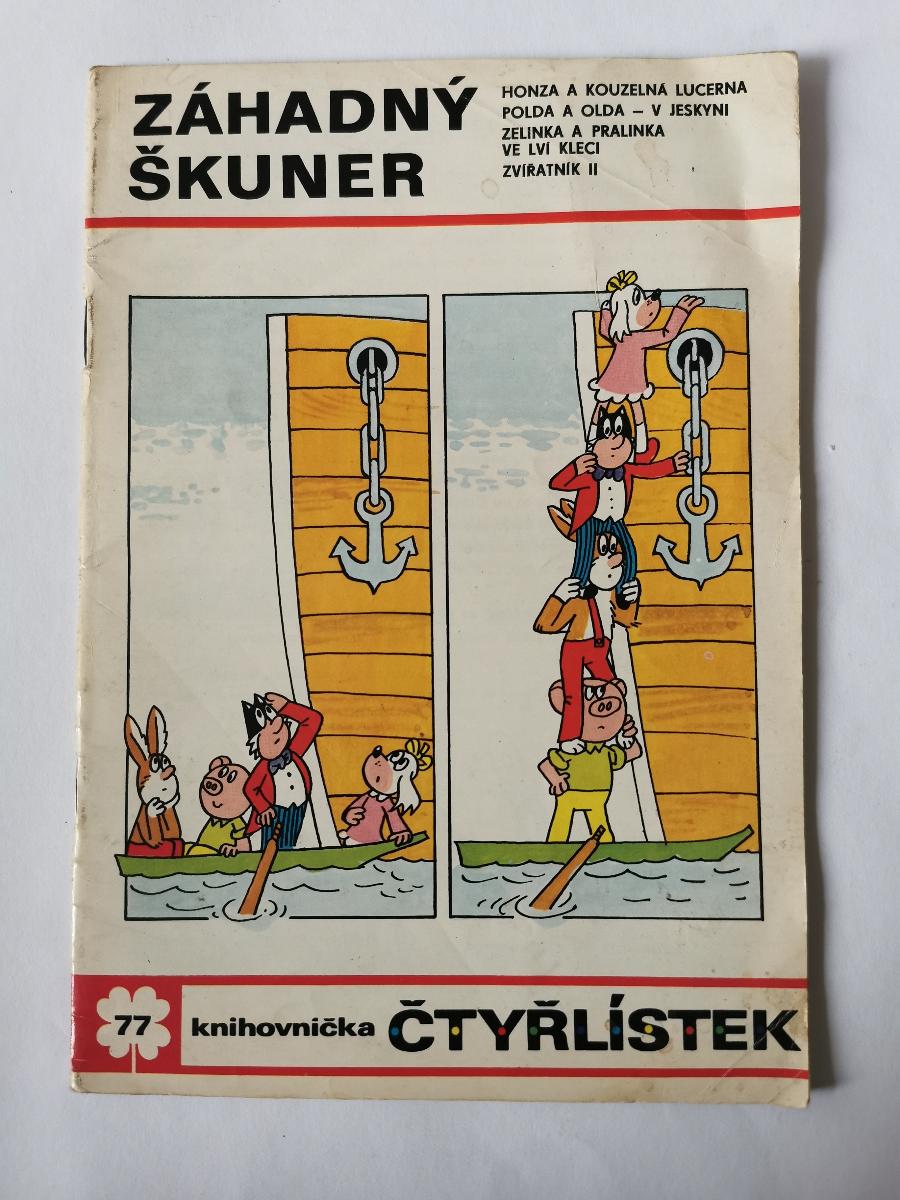 ZÁHADNÝ
ŠKUNER
HONZA A KOUZELNÁ LUCERNA
POLDA A OLDA – V JESKYNI
ZELINKA A PRALINKA
VE LVÍ KLECI
ZVÍŘATNÍK II
77
knihovnička ČTYŘLÍSTEK